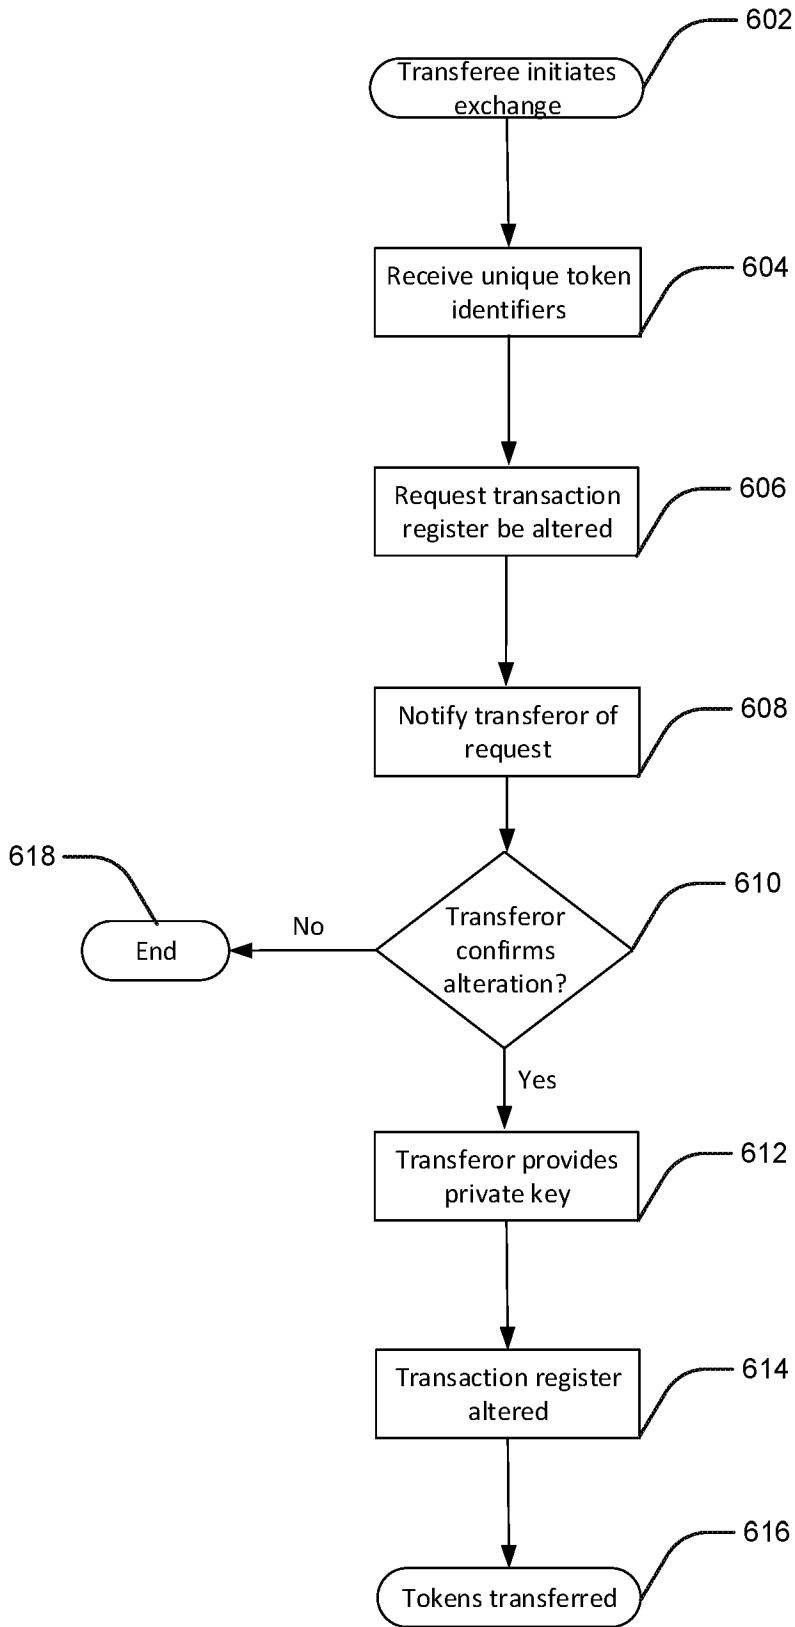 602
Transferee initiates
exchange
604
Receive unique token
identifiers
606
Request transaction
register be altered
608
Notify transferor of
request
618
610
Transferor
confirms
alteration?
No
End
Yes
612
Transferor provides
private key
614
Transaction register
altered
616
Tokens transferred